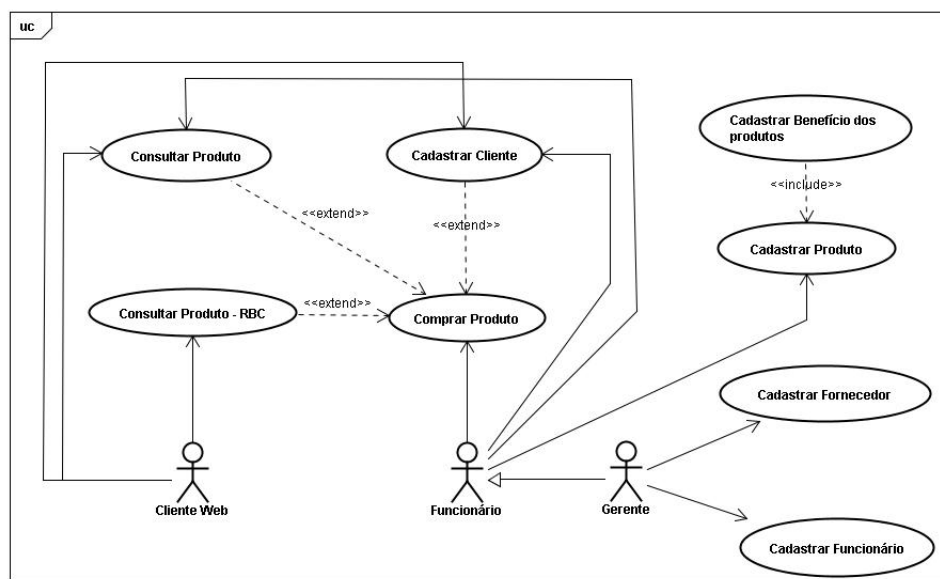 uc
Consultar Produto
Cadastrar Cliente
Cadastrar Benefício dos
produtos
<<include>>
<<extend>>
<<extend>>
Cadastrar Produto
Consultar Produto - RBC
<<extend>>
Comprar Produto
Cadastrar Fornecedor
Cliente Web
Funcionário
Gerente
Cadastrar Funcionário